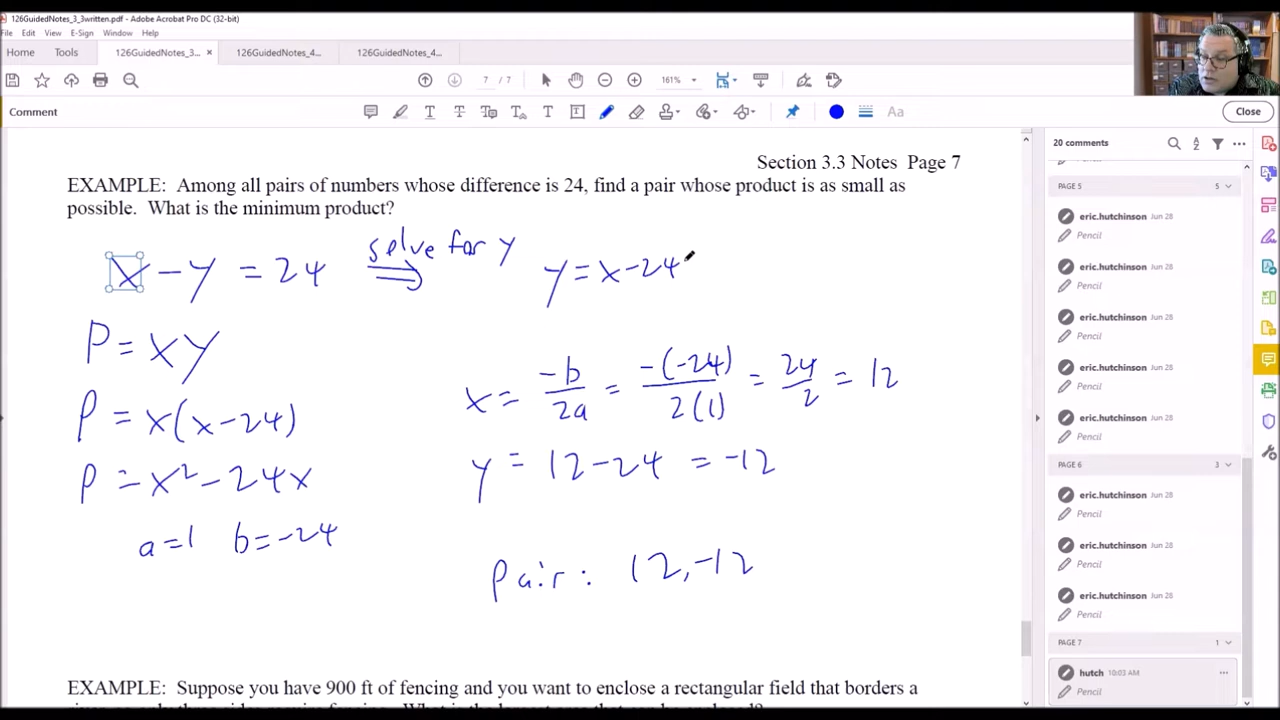 126GuidedNotes_3_3written.pdf - Adobe Acrobat Pro DC (32-bit)
File Edit View E-Sign Window Help
Home Tools 126GuidedNotes_3... × 126GuidedNotes_4... 126GuidedNotes_4...
7 / 7 161%
Comment Aa Close
20 comments
Section 3.3 Notes Page 7
EXAMPLE: Among all pairs of numbers whose difference is 24, find a pair whose product is as small as
possible. What is the minimum product?
x - y = 24 solve for y y = x - 24
P = xy
P = x(x - 24)
P = x² - 24x
a = 1 b = -24
x = -b/2a = -(-24)/2(1) = 24/2 = 12
y = 12 - 24 = -12
Pair: 12, -12
EXAMPLE: Suppose you have 900 ft of fencing and you want to enclose a rectangular field that borders a
PAGE 5 5
eric.hutchinson Jun 28
Pencil
eric.hutchinson Jun 28
Pencil
eric.hutchinson Jun 28
Pencil
eric.hutchinson Jun 28
Pencil
eric.hutchinson Jun 28
Pencil
PAGE 6 3
eric.hutchinson Jun 28
Pencil
eric.hutchinson Jun 28
Pencil
eric.hutchinson Jun 28
Pencil
PAGE 7 1
hutch 10:03 AM
Pencil